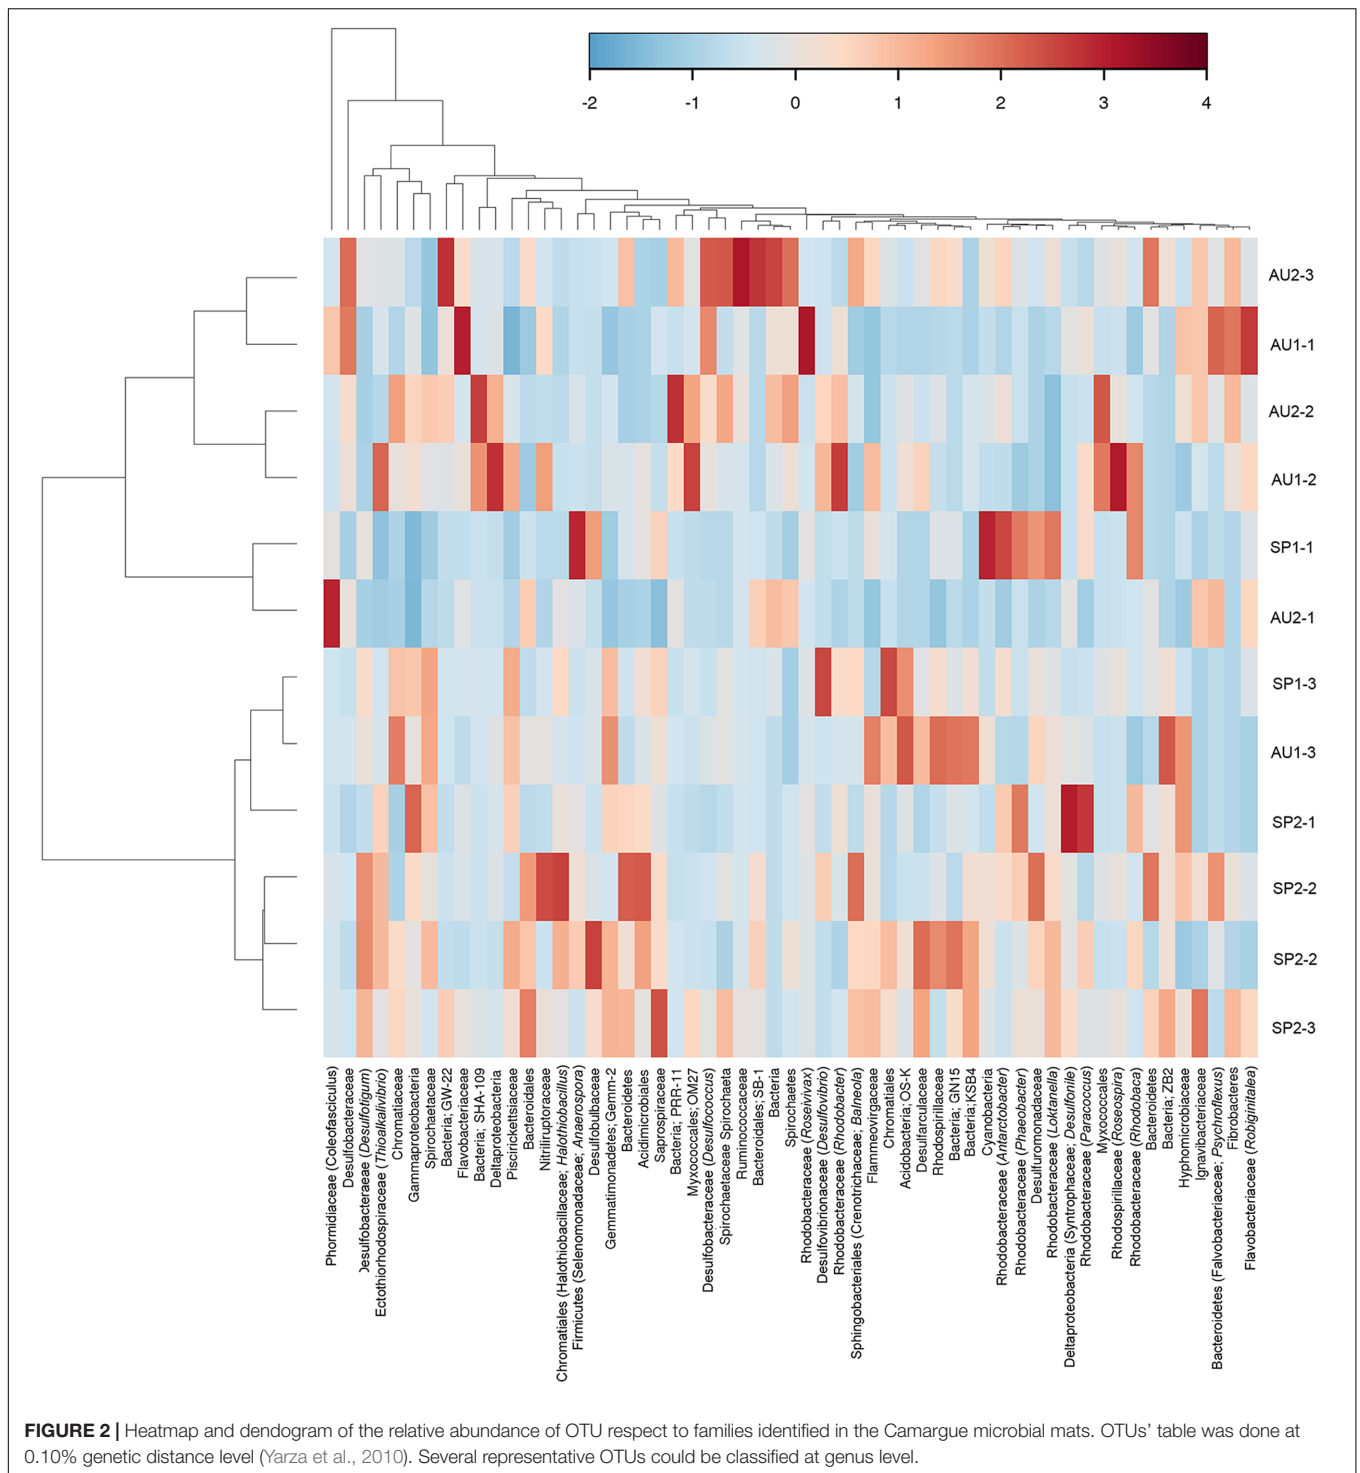 -2 -1 0 1 2 3 4
AU2-3
AU1-1
AU2-2
AU1-2
SP1-1
AU2-1
SP1-3
AU1-3
SP2-1
SP2-2
SP2-2
SP2-3
Phormidiaceae (Coleofasciculus)
Desulfobacteraceae
Desulfobacteraeae (Desulfotigum)
Ectothiorhodospiraceae (Thioalkalivibrio)
Chromatiaceae
Gammaproteobacteria
Spirochaetaceae
Bacteria; GW-22
Flavobacteriaceae
Bacteria; SHA-109
Deltaproteobacteria
Piscirickettsiaceae
Bacteroidales
Nitriliruptoraceae
Chromatiales (Halothiobacillaceae; Halothiobacillus)
Firmicutes (Selenomonadaceae; Anaerospora)
Desulfobulbaceae
Gemmatimonadetes; Gemm-2
Bacteroidetes
Acidimicrobiales
Saprospiraceae
Bacteria; PRR-11
Myxococcales; OM27
Desulfobacteraceae (Desulfococcus)
Spirochaetaceae Spirochaeta
Ruminococcaceae
Bacteroidales; SB-1
Bacteria
Spirochaetes
Rhodobacteraceae (Roseivivax)
Desulfovibrionaceae (Desulfovibrio)
Rhodobacteraceae (Rhodobacter)
Sphingobacteriales (Crenotrichaceae; Balneola)
Flammeovirgaceae
Chromatiales
Acidobacteria; OS-K
Desulfarculaceae
Rhodospirillaceae
Bacteria; GN15
Bacteria;KSB4
Cyanobacteria
Rhodobacteraceae (Antarctobacter)
Rhodobacteraceae (Phaeobacter)
Desulfuromonadaceae
Rhodobacteraceae (Loktanella)
Deltaproteobacteria (Syntrophaceae; Desulfonile)
Rhodobacteraceae (Paracoccus)
Myxococcales
Rhodospirillaceae (Roseospira)
Rhodobacteraceae (Rhodobaca)
Bacteroidetes
Bacteria; ZB2
Hyphomicrobiaceae
Ignavibacteriaceae
Bacteroidetes (Falvobacteriaceae; Psychroflexus)
Fibrobacteres
Flavobacteriaceae (Robiginitalea)
FIGURE 2 | Heatmap and dendogram of the relative abundance of OTU respect to families identified in the Camargue microbial mats. OTUs' table was done at
0.10% genetic distance level (Yarza et al., 2010). Several representative OTUs could be classified at genus level.